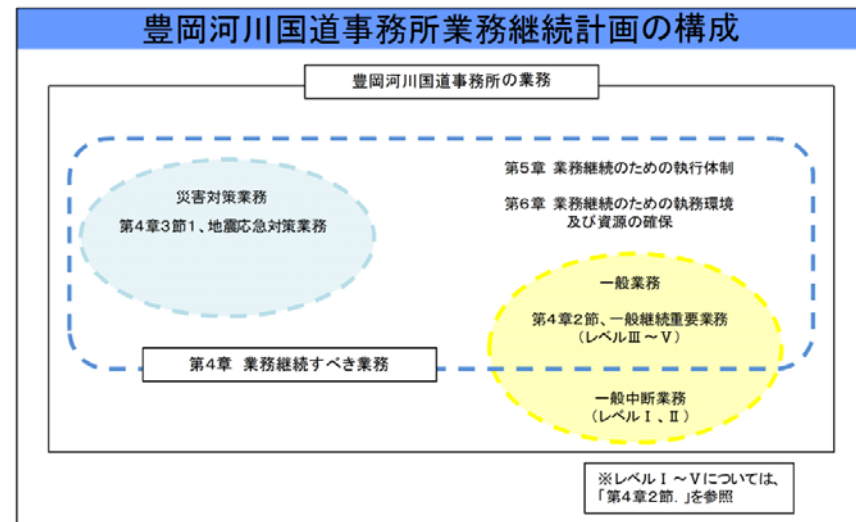 豊岡河川国道事務所業務継続計画の構成
豊岡河川国道事務所の業務
第5章 業務継続のための執行体制
第6章 業務継続のための執務環境
及び資源の確保
災害対策業務
第4章3節1、地震応急対策業務
一般業務
第4章2節、一般継続重要業務
(レベルⅢ～Ⅴ)
第4章 業務継続すべき業務
一般中断業務
(レベルⅠ、Ⅱ)
※レベルⅠ～Ⅴについては、
「第4章2節.」を参照